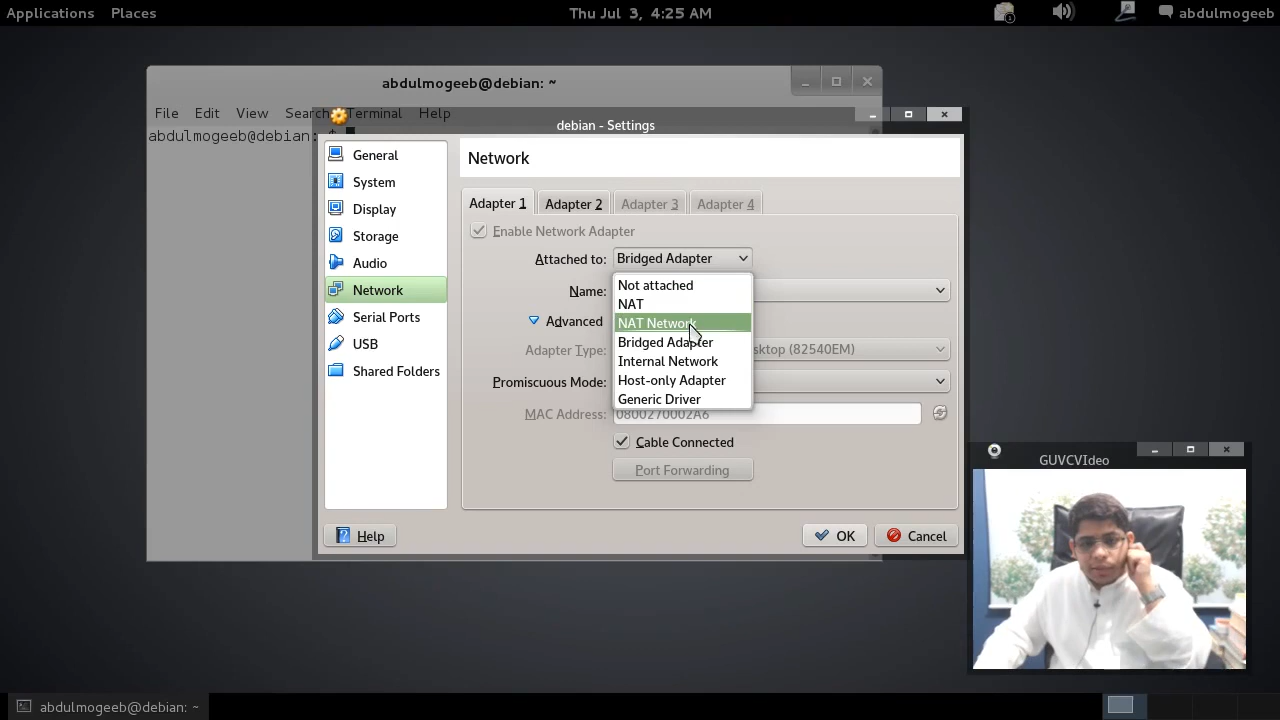 Applications Places
Thu Jul 3, 4:25 AM
1
abdulmogeeb
abdulmogeeb@debian: ~
File Edit View Search Terminal Help
abdulmogeeb@debian: $
debian - Settings
General
System
Display
Storage
Audio
Network
Serial Ports
USB
Shared Folders
Network
Adapter 1 Adapter 2 Adapter 3 Adapter 4
Enable Network Adapter
Attached to: Bridged Adapter
Not attached
NAT
NAT Network
Bridged Adapter
Internal Network
Host-only Adapter
Generic Driver
Name:
Advanced
Adapter Type: sktop (82540EM)
Promiscuous Mode:
MAC Address: 0800270002A6
Cable Connected
Port Forwarding
Help
OK
Cancel
GUVCVIdeo
abdulmogeeb@debian: ~